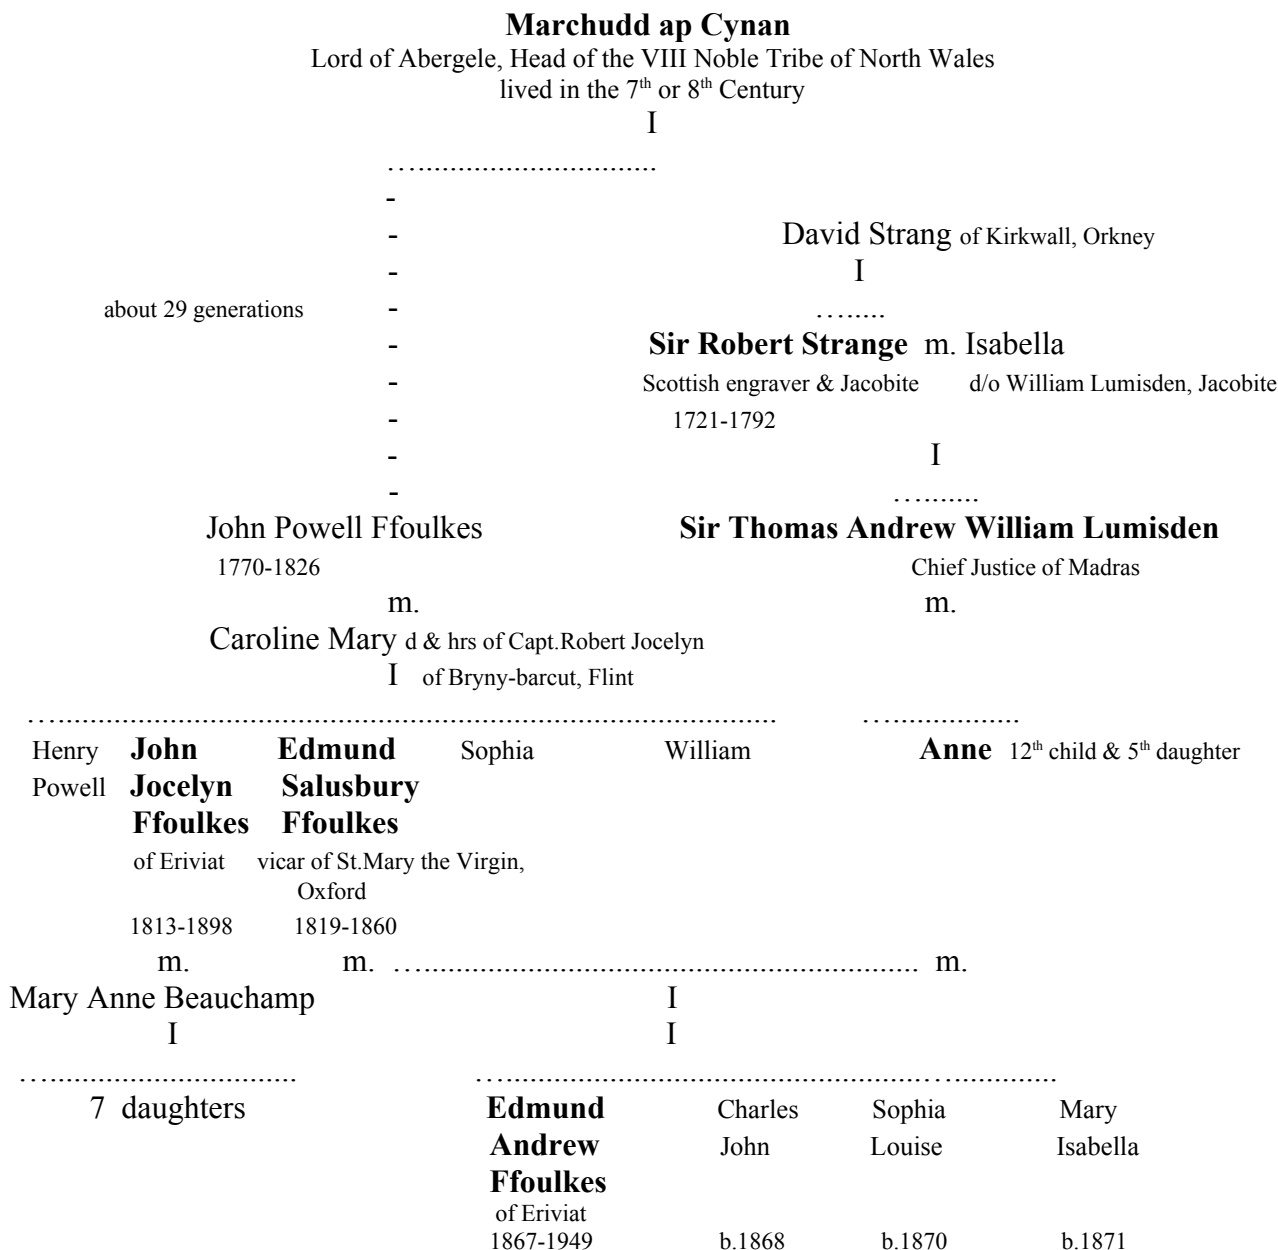 Marchudd ap Cynan
Lord of Abergele, Head of the VIII Noble Tribe of North Wales
lived in the 7th or 8th Century
I
…..............................
-
- David Strang of Kirkwall, Orkney
- I
about 29 generations - ….....
- Sir Robert Strange m. Isabella
- Scottish engraver & Jacobite d/o William Lumisden, Jacobite
- 1721-1792
- I
- ….......
John Powell Ffoulkes Sir Thomas Andrew William Lumisden
1770-1826 Chief Justice of Madras
m. m.
Caroline Mary d & hrs of Capt.Robert Jocelyn
I of Bryny-barcut, Flint
…......................................................................................... …................
Henry John Edmund Sophia William Anne 12th child & 5th daughter
Powell Jocelyn Salusbury
Ffoulkes Ffoulkes
of Eriviat vicar of St.Mary the Virgin,
Oxford
1813-1898 1819-1860
m. m. ….............................................................. m.
Mary Anne Beauchamp I
I I
…............................... …....................................................…............
7 daughters Edmund Charles Sophia Mary
Andrew John Louise Isabella
Ffoulkes
of Eriviat
1867-1949 b.1868 b.1870 b.1871